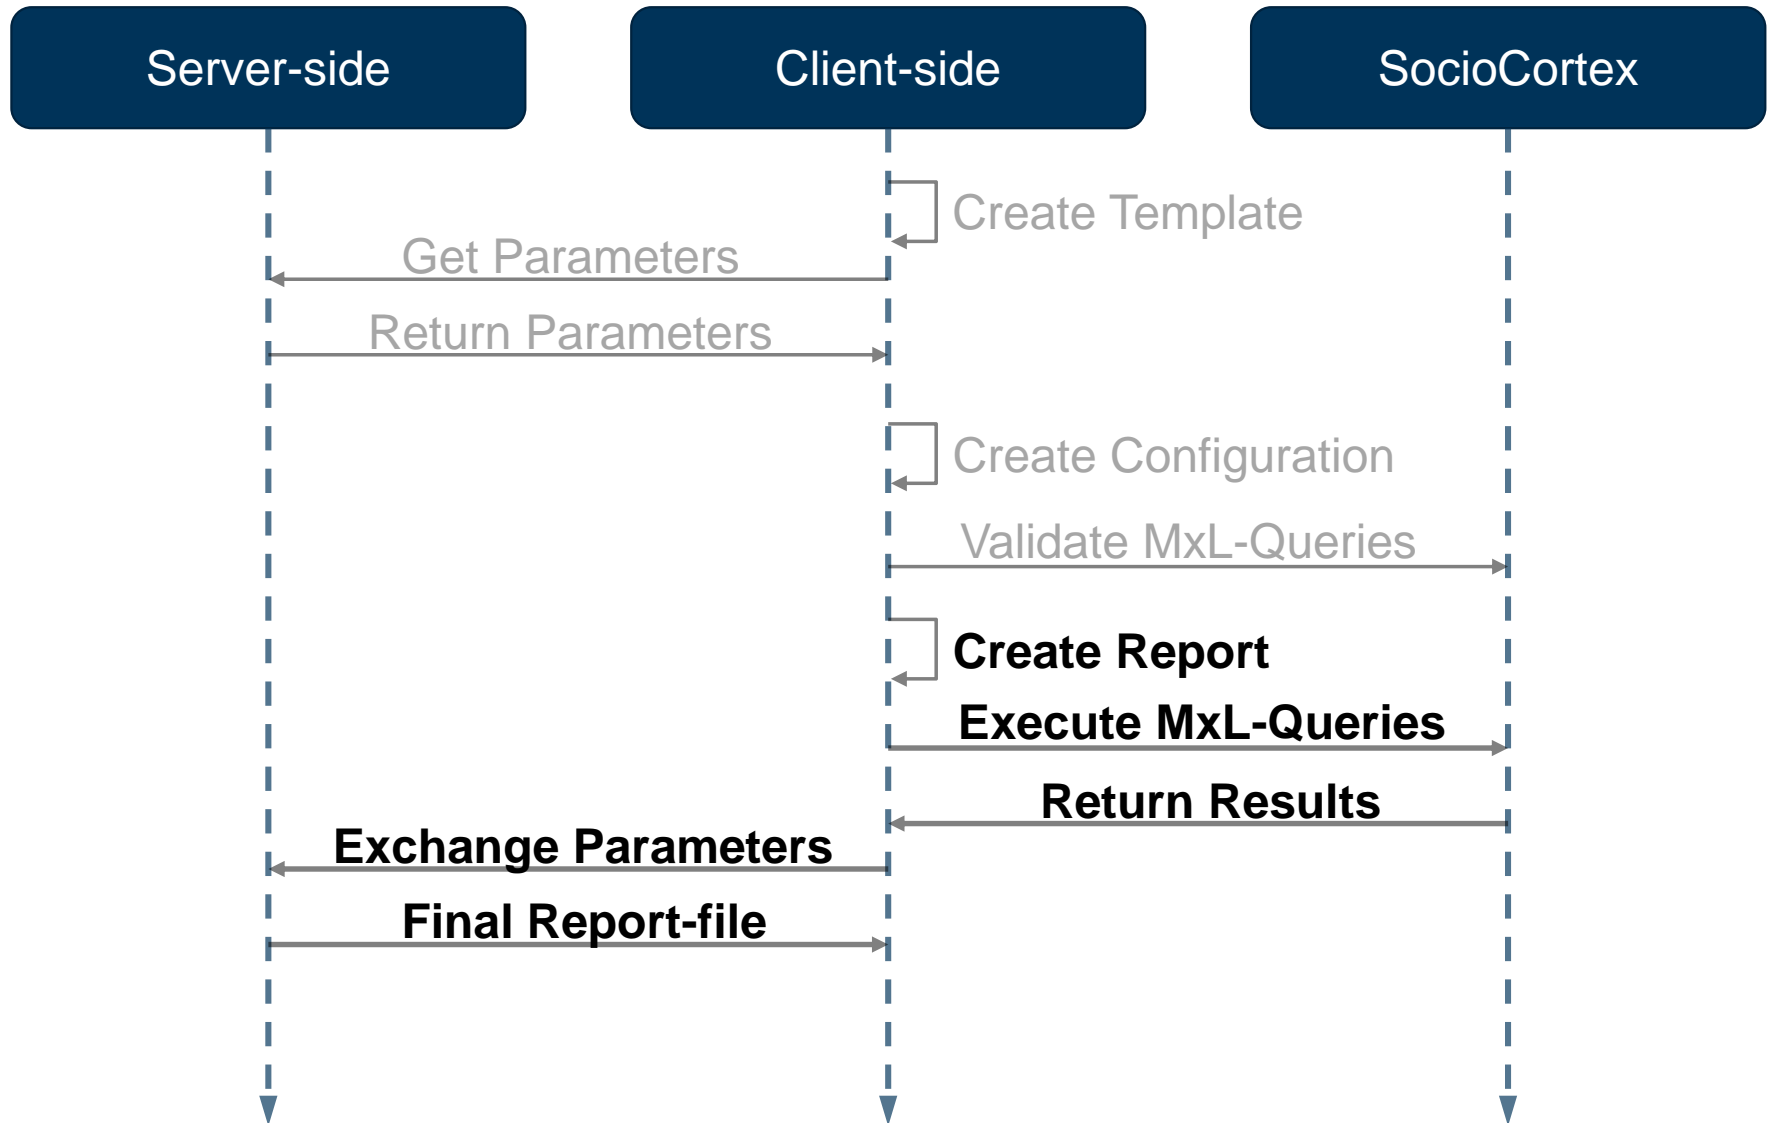 Server-side
Client-side
SocioCortex
Create Template
Get Parameters
Return Parameters
Create Configuration
Validate MxL-Queries
Create Report
Execute MxL-Queries
Return Results
Exchange Parameters
Final Report-file